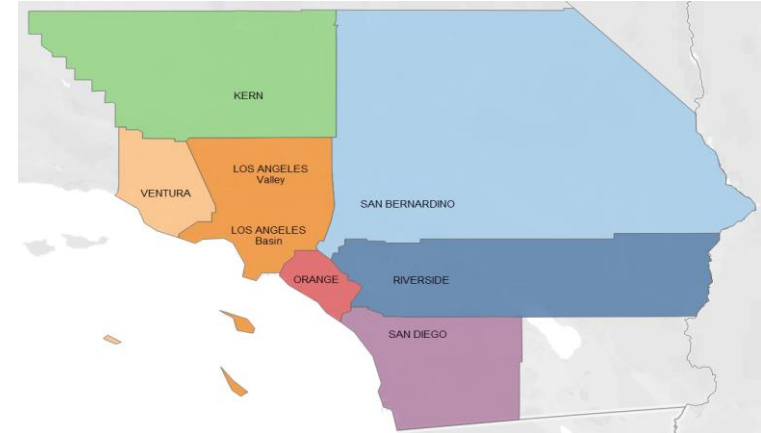 KERN
LOS ANGELES
Valley
VENTURA
SAN BERNARDINO
LOS ANGELES
Basin
ORANGE
RIVERSIDE
SAN DIEGO